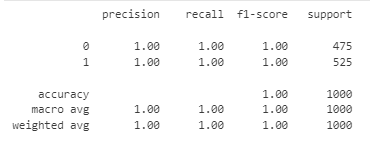 precision recall f1-score support
0 1.00 1.00 1.00 475
1 1.00 1.00 1.00 525
accuracy 1.00 1000
macro avg 1.00 1.00 1.00 1000
weighted avg 1.00 1.00 1.00 1000